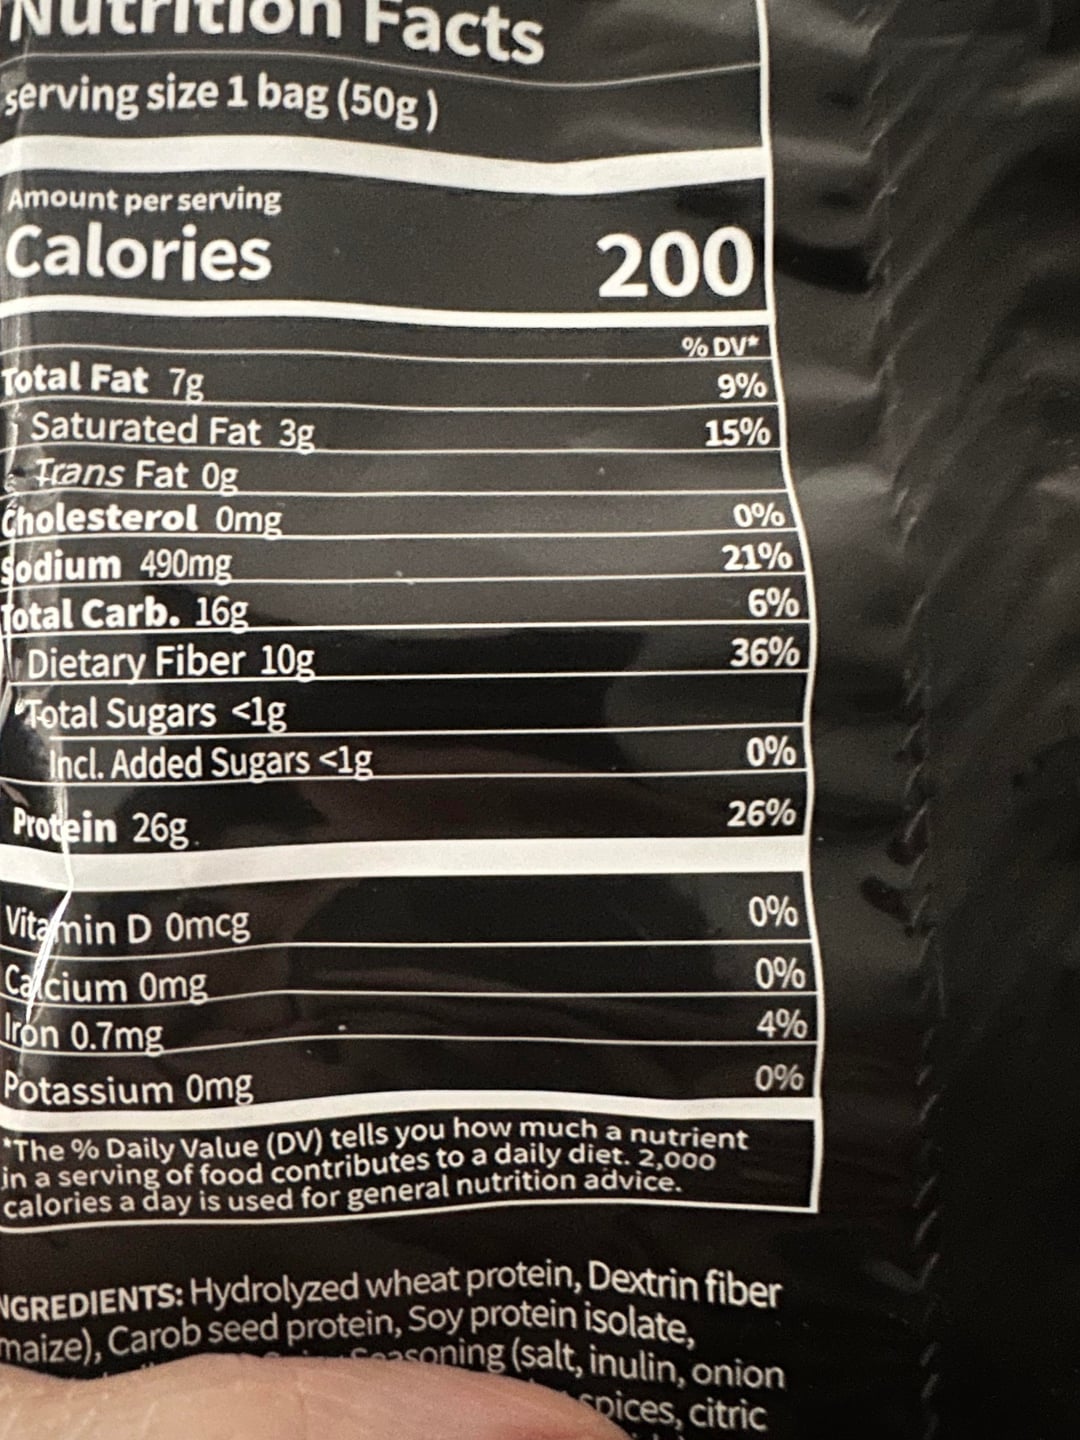 Nutrition Facts
serving size 1 bag (50g)
Amount per serving
Calories 200
% DV*
Total Fat 7g 9%
Saturated Fat 3g 15%
Trans Fat 0g
Cholesterol 0mg 0%
Sodium 490mg 21%
Total Carb. 16g 6%
Dietary Fiber 10g 36%
Total Sugars <1g
Incl. Added Sugars <1g 0%
Protein 26g 26%
Vitamin D 0mcg 0%
Calcium 0mg 0%
Iron 0.7mg 4%
Potassium 0mg 0%
*The % Daily Value (DV) tells you how much a nutrient
in a serving of food contributes to a daily diet. 2,000
calories a day is used for general nutrition advice.
INGREDIENTS: Hydrolyzed wheat protein, Dextrin fiber
maize), Carob seed protein, Soy protein isolate,
Seasoning (salt, inulin, onion
spices, citric